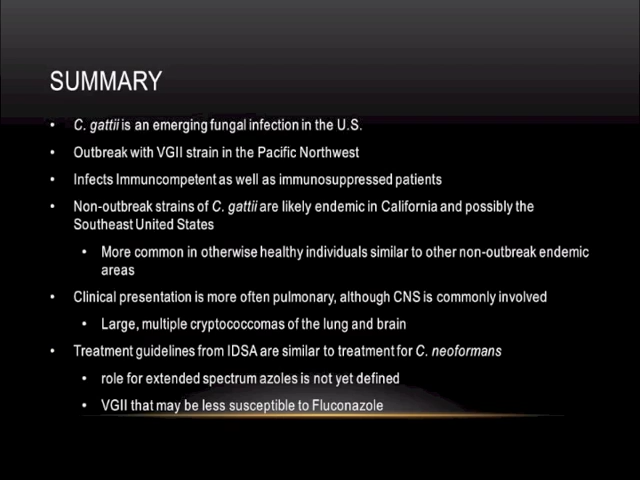 SUMMARY
• C. gattii is an emerging fungal infection in the U.S.
• Outbreak with VGII strain in the Pacific Northwest
• Infects Immuncompetent as well as immunosuppressed patients
• Non-outbreak strains of C. gattii are likely endemic in California and possibly the
Southeast United States
• More common in otherwise healthy individuals similar to other non-outbreak endemic
areas
• Clinical presentation is more often pulmonary, although CNS is commonly involved
• Large, multiple cryptococcomas of the lung and brain
• Treatment guidelines from IDSA are similar to treatment for C. neoformans
• role for extended spectrum azoles is not yet defined
• VGII that may be less susceptible to Fluconazole